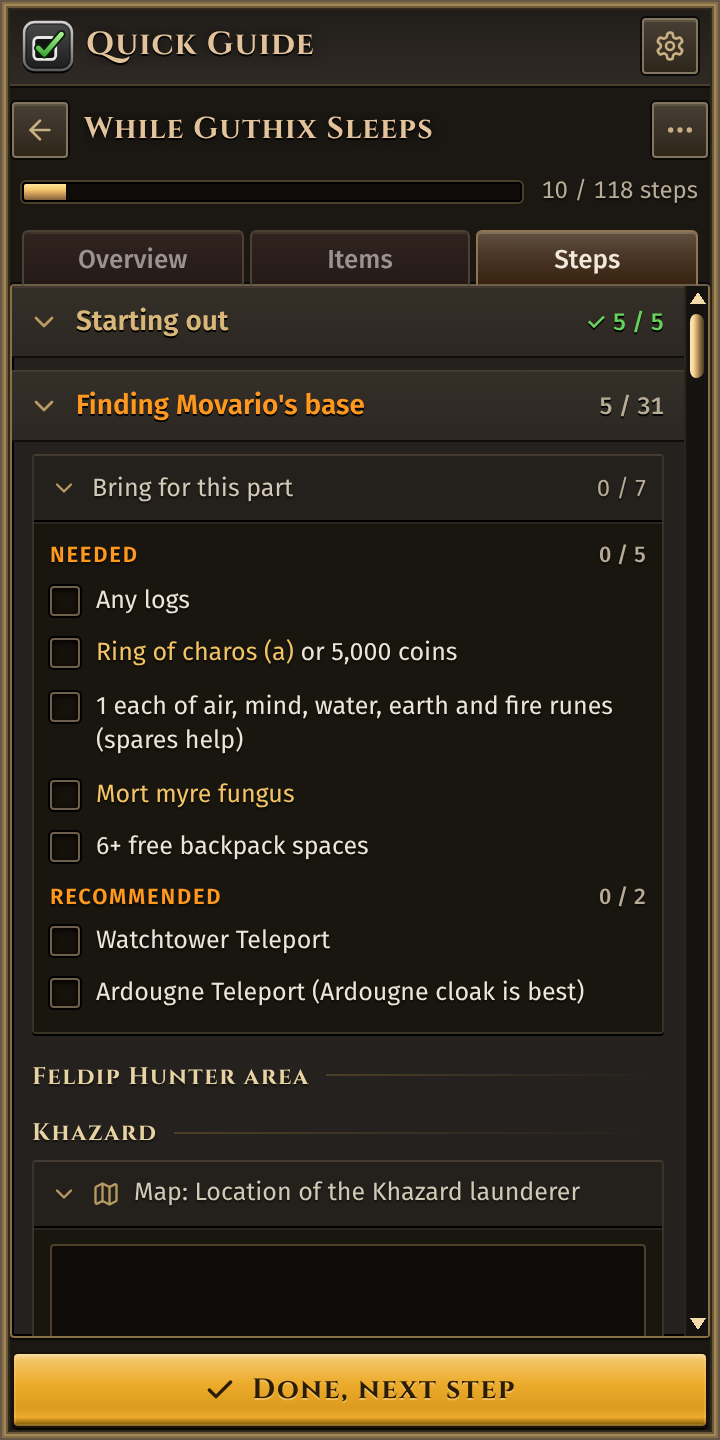 Quick Guide
While Guthix Sleeps
10 / 118 steps
Overview
Items
Steps
Starting out
5 / 5
Finding Movario's base
5 / 31
Bring for this part
0 / 7
NEEDED
0 / 5
Any logs
Ring of charos (a) or 5,000 coins
1 each of air, mind, water, earth and fire runes
(spares help)
Mort myre fungus
6+ free backpack spaces
RECOMMENDED
0 / 2
Watchtower Teleport
Ardougne Teleport (Ardougne cloak is best)
Feldip Hunter area
Khazard
Map: Location of the Khazard launderer
Done, next step